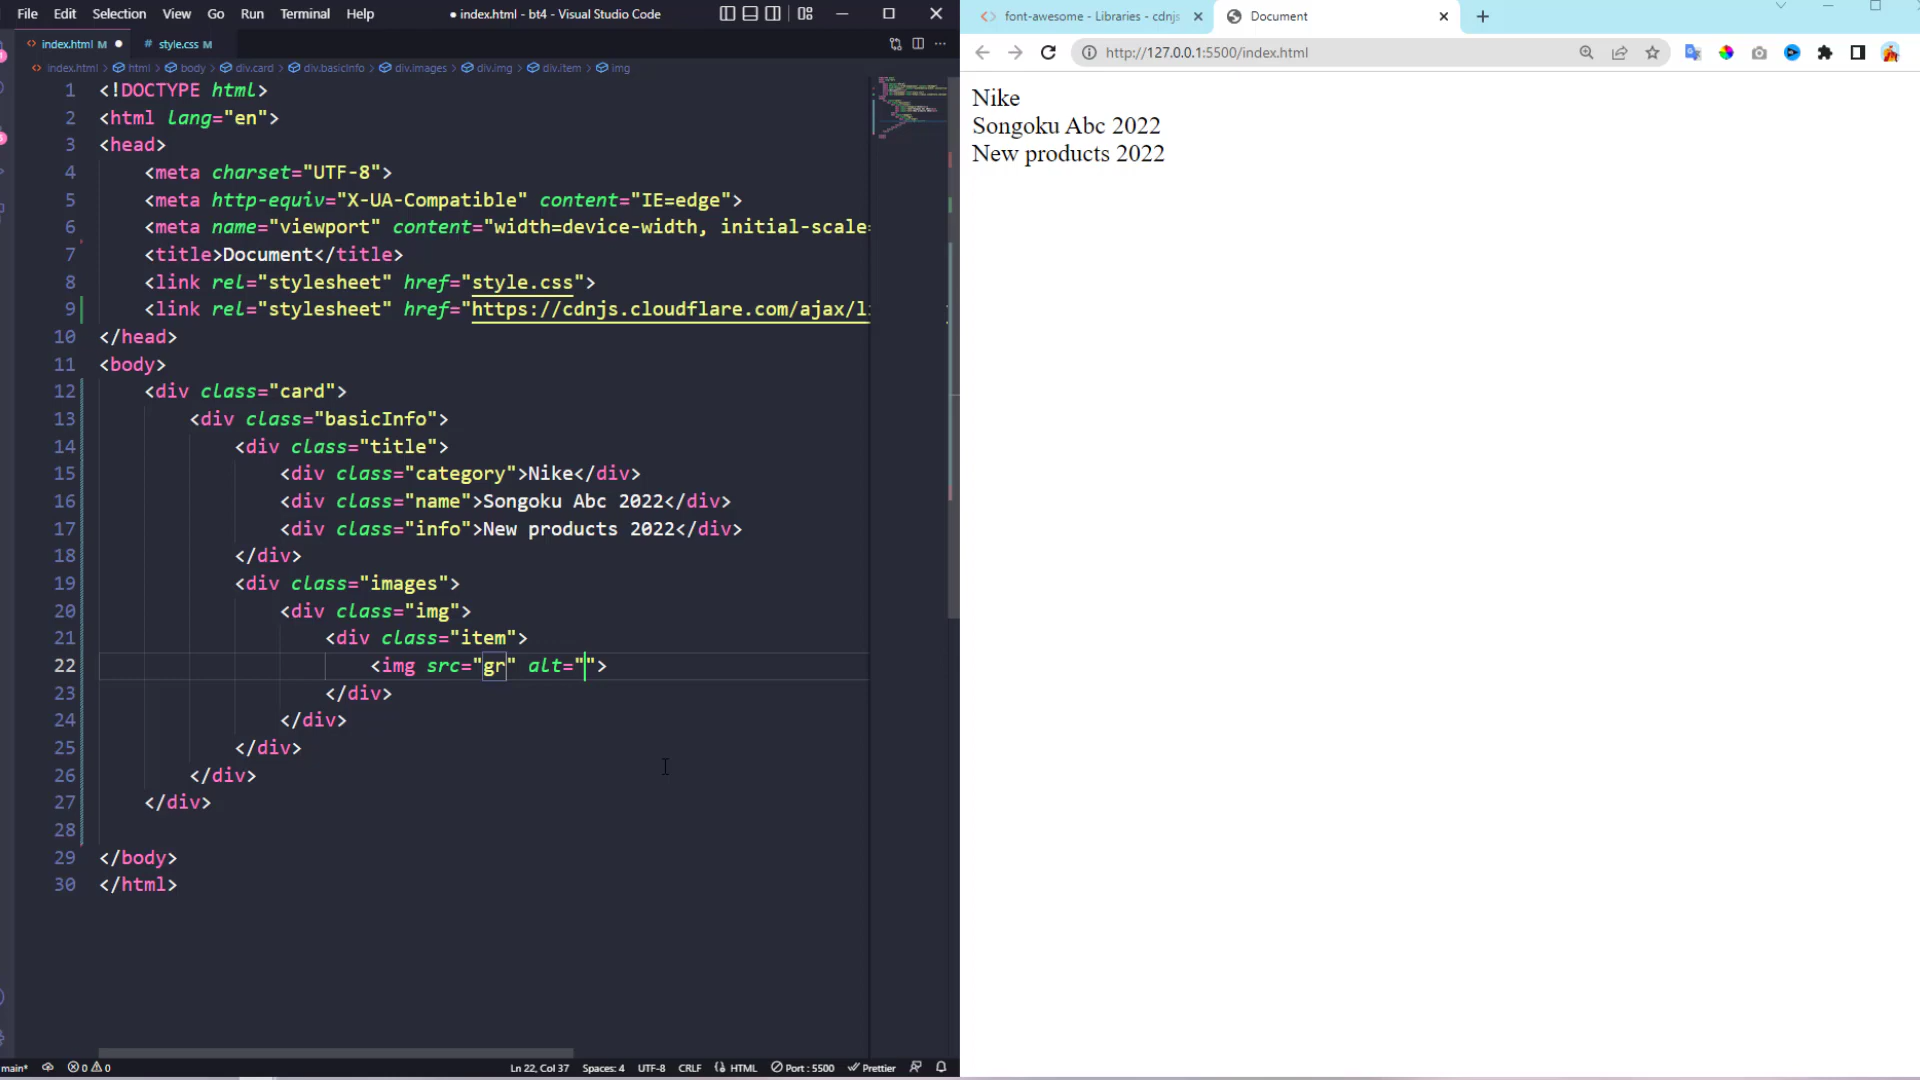 File Edit Selection View Go Run Terminal Help
● index.html - bt4 - Visual Studio Code
index.html M ●
style.css M
index.html > html > body > div.card > div.basicInfo > div.images > div.img > div.item > img
1 <!DOCTYPE html>
2 <html lang="en">
3 <head>
4 <meta charset="UTF-8">
5 <meta http-equiv="X-UA-Compatible" content="IE=edge">
6 <meta name="viewport" content="width=device-width, initial-scale=
7 <title>Document</title>
8 <link rel="stylesheet" href="style.css">
9 <link rel="stylesheet" href="https://cdnjs.cloudflare.com/ajax/li
10 </head>
11 <body>
12 <div class="card">
13 <div class="basicInfo">
14 <div class="title">
15 <div class="category">Nike</div>
16 <div class="name">Songoku Abc 2022</div>
17 <div class="info">New products 2022</div>
18 </div>
19 <div class="images">
20 <div class="img">
21 <div class="item">
22 <img src="gr" alt="">
23 </div>
24 </div>
25 </div>
26 </div>
27 </div>
28
29 </body>
30 </html>
main* 0 0
Ln 22, Col 37 Spaces: 4 UTF-8 CRLF HTML Port : 5500 Prettier
font-awesome - Libraries - cdnjs
Document
http://127.0.0.1:5500/index.html
Nike
Songoku Abc 2022
New products 2022